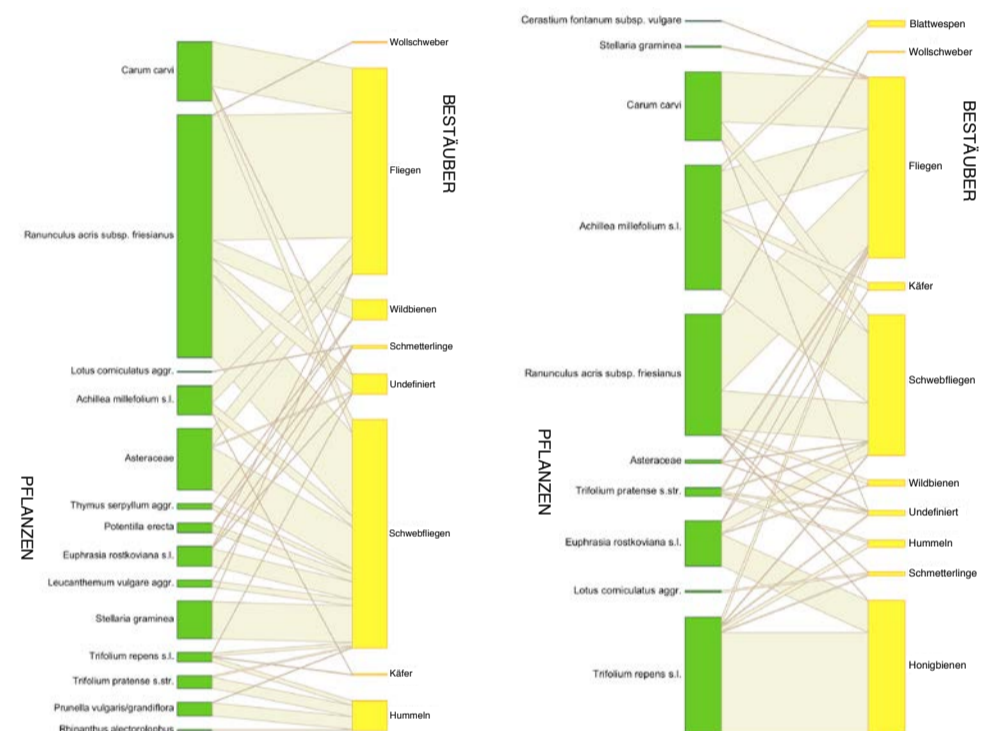 Wollschweber
Carum carvi
BESTÄUBER
Fliegen
Ranunculus acris subsp. friesianus
Wildbienen
Schmetterlinge
Lotus corniculatus aggr.
Undefiniert
Achillea millefolium s.l.
Asteraceae
PFLANZEN
Thymus serpyllum aggr.
Potentilla erecta
Schwebfliegen
Euphrasia rostkoviana s.l.
Leucanthemum vulgare aggr.
Stellaria graminea
Trifolium repens s.l.
Käfer
Trifolium pratense s.str.
Prunella vulgaris/grandiflora
Hummeln
Rhinanthus alectorolophus
Cerastium fontanum subsp. vulgare
Blattwespen
Stellaria graminea
Wollschweber
Carum carvi
BESTÄUBER
Fliegen
Achillea millefolium s.l.
Käfer
Ranunculus acris subsp. friesianus
Schwebfliegen
PFLANZEN
Asteraceae
Wildbienen
Trifolium pratense s.str.
Undefiniert
Euphrasia rostkoviana s.l.
Hummeln
Schmetterlinge
Lotus corniculatus aggr.
Honigbienen
Trifolium repens s.l.